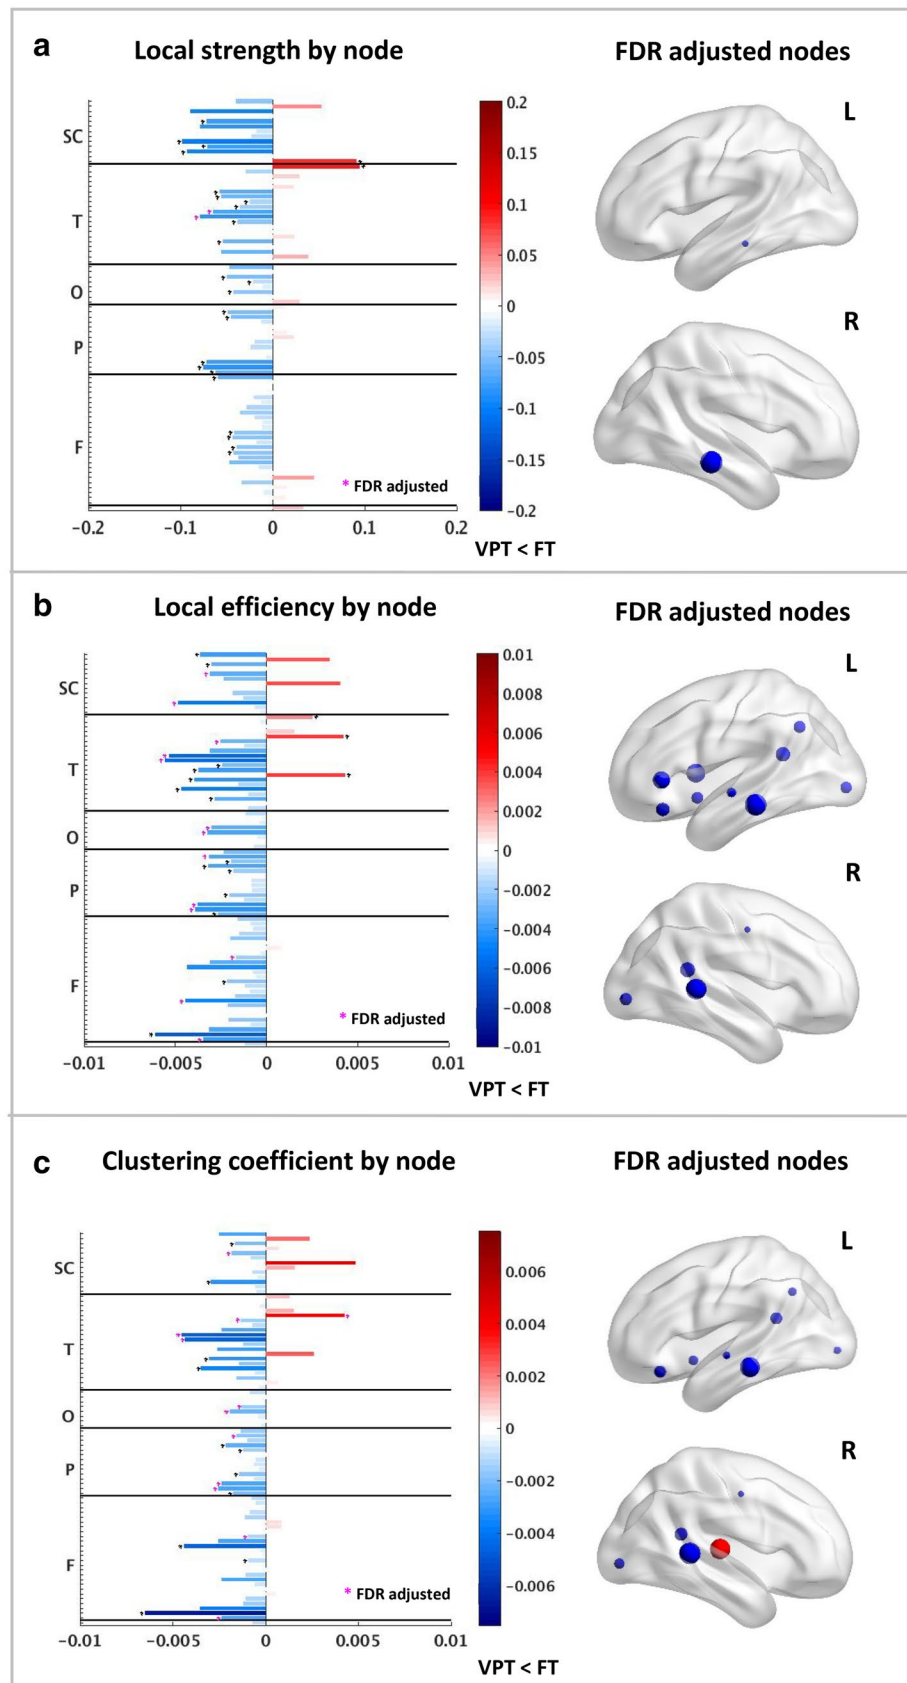 a
Local strength by node
FDR adjusted nodes
L
0.2
0.15
0.1
0.05
0
-0.05
-0.1
-0.15
-0.2
SC
T
O
P
F
R
* FDR adjusted
-0.2 -0.1 0 0.1 0.2
VPT < FT
b
Local efficiency by node
FDR adjusted nodes
L
0.01
0.008
0.006
0.004
0.002
0
-0.002
-0.004
-0.006
-0.008
-0.01
SC
T
O
P
F
R
* FDR adjusted
-0.01 -0.005 0 0.005 0.01
VPT < FT
c
Clustering coefficient by node
FDR adjusted nodes
L
0.006
0.004
0.002
0
-0.002
-0.004
-0.006
SC
T
O
P
F
R
* FDR adjusted
-0.01 -0.005 0 0.005 0.01
VPT < FT